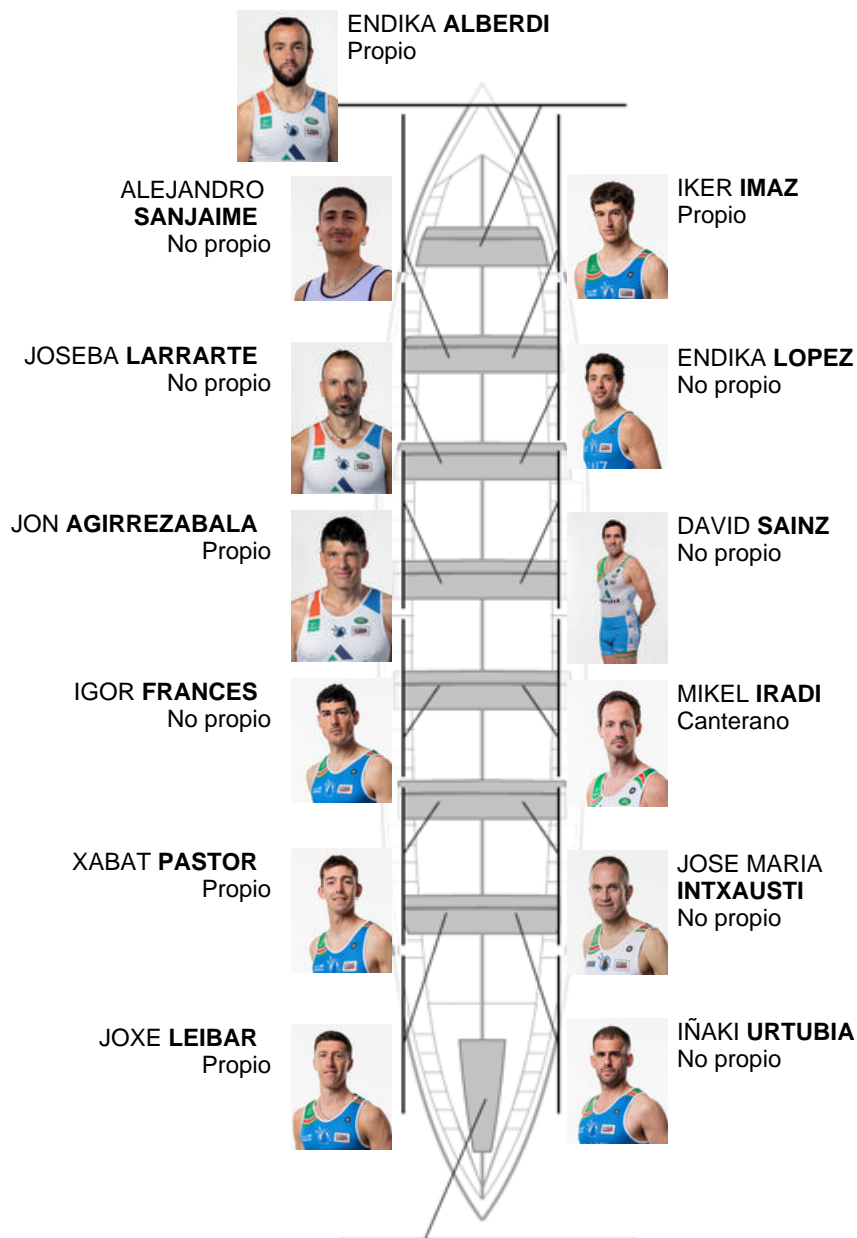 ENDIKA ALBERDI
Propio
ALEJANDRO
SANJAIME
No propio
IKER IMAZ
Propio
JOSEBA LARRARTE
No propio
ENDIKA LOPEZ
No propio
JON AGIRREZABALA
Propio
DAVID SAINZ
No propio
IGOR FRANCES
No propio
MIKEL IRADI
Canterano
XABAT PASTOR
Propio
JOSE MARIA
INTXAUSTI
No propio
JOXE LEIBAR
Propio
IÑAKI URTUBIA
No propio